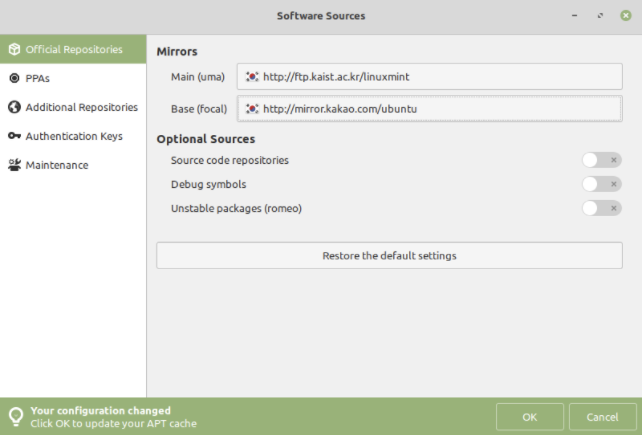 Software Sources
Official Repositories
PPAs
Additional Repositories
Authentication Keys
Maintenance
Mirrors
Main (uma) http://ftp.kaist.ac.kr/linuxmint
Base (focal) http://mirror.kakao.com/ubuntu
Optional Sources
Source code repositories
Debug symbols
Unstable packages (romeo)
Restore the default settings
Your configuration changed
Click OK to update your APT cache
OK
Cancel